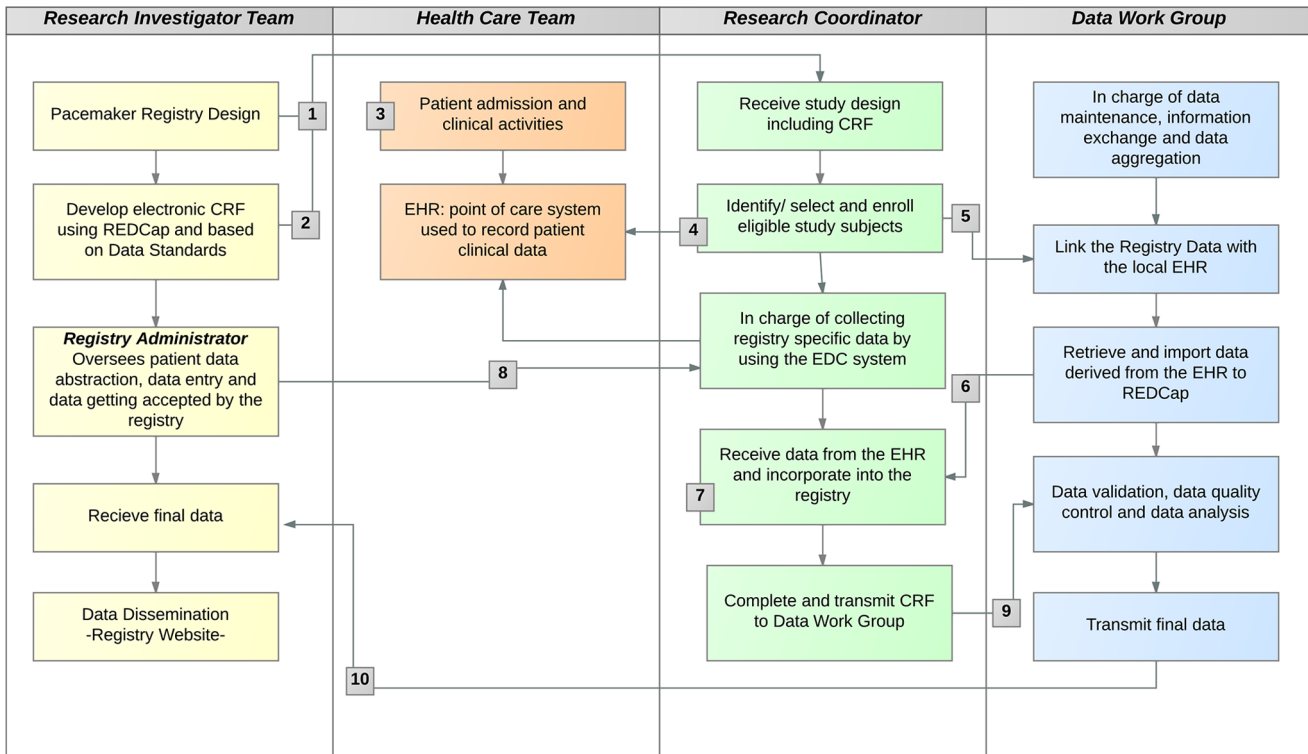 Research Investigator Team
Health Care Team
Research Coordinator
Data Work Group
Pacemaker Registry Design
1
Develop electronic CRF
using REDCap and based
on Data Standards
2
Registry Administrator
Oversees patient data
abstraction, data entry and
data getting accepted by the
registry
Recieve final data
Data Dissemination
-Registry Website-
3
Patient admission and
clinical activities
EHR: point of care system
used to record patient
clinical data
8
10
Receive study design
including CRF
4
Identify/ select and enroll
eligible study subjects
5
In charge of collecting
registry specific data by
using the EDC system
6
Receive data from the EHR
and incorporate into the
registry
7
Complete and transmit CRF
to Data Work Group
9
In charge of data
maintenance, information
exchange and data
aggregation
Link the Registry Data with
the local EHR
Retrieve and import data
derived from the EHR to
REDCap
Data validation, data quality
control and data analysis
Transmit final data